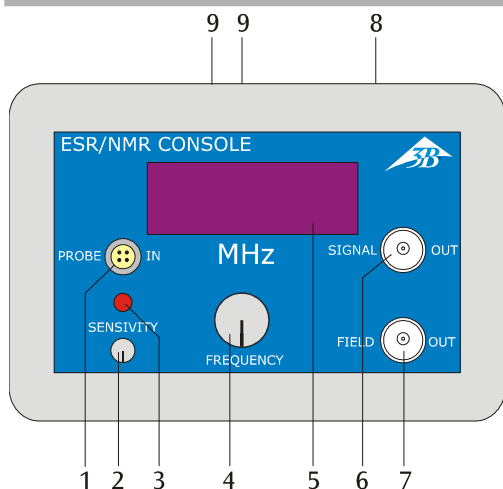 9 9 8
ESR/NMR CONSOLE
3B
PROBE IN
MHz
SIGNAL OUT
SENSIVITY
FREQUENCY
FIELD OUT
1 2 3 4 5 6 7